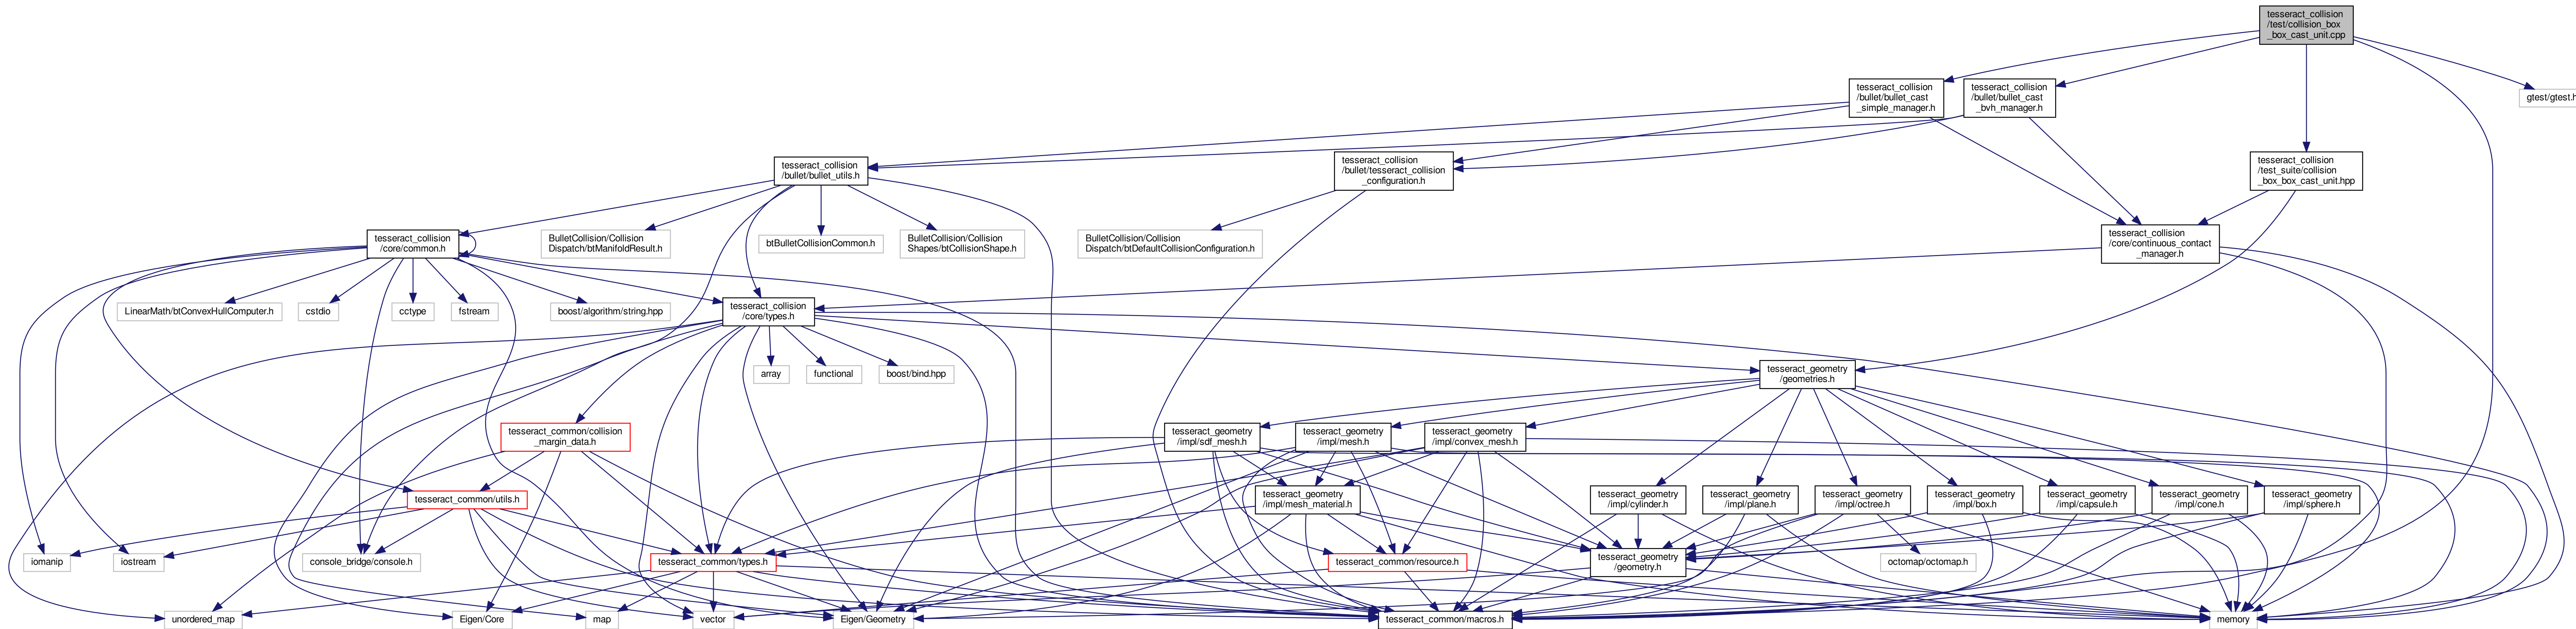 tesseract_collision
/test/collision_box
_box_cast_unit.cpp
tesseract_collision
/bullet/bullet_cast
_simple_manager.h
tesseract_collision
/bullet/bullet_cast
_bvh_manager.h
gtest/gtest.h
tesseract_collision
/bullet/bullet_utils.h
tesseract_collision
/bullet/tesseract_collision
_configuration.h
tesseract_collision
/test_suite/collision
_box_box_cast_unit.hpp
tesseract_collision
/core/common.h
BulletCollision/Collision
Dispatch/btManifoldResult.h
btBulletCollisionCommon.h
BulletCollision/Collision
Shapes/btCollisionShape.h
BulletCollision/Collision
Dispatch/btDefaultCollisionConfiguration.h
tesseract_collision
/core/continuous_contact
_manager.h
LinearMath/btConvexHullComputer.h
cstdio
cctype
fstream
boost/algorithm/string.hpp
tesseract_collision
/core/types.h
array
functional
boost/bind.hpp
tesseract_geometry
/geometries.h
tesseract_common/collision
_margin_data.h
tesseract_geometry
/impl/sdf_mesh.h
tesseract_geometry
/impl/mesh.h
tesseract_geometry
/impl/convex_mesh.h
tesseract_common/utils.h
tesseract_geometry
/impl/mesh_material.h
tesseract_geometry
/impl/cylinder.h
tesseract_geometry
/impl/plane.h
tesseract_geometry
/impl/octree.h
tesseract_geometry
/impl/box.h
tesseract_geometry
/impl/capsule.h
tesseract_geometry
/impl/cone.h
tesseract_geometry
/impl/sphere.h
iomanip
iostream
console_bridge/console.h
tesseract_common/types.h
tesseract_common/resource.h
tesseract_geometry
/geometry.h
octomap/octomap.h
unordered_map
Eigen/Core
map
vector
Eigen/Geometry
tesseract_common/macros.h
memory